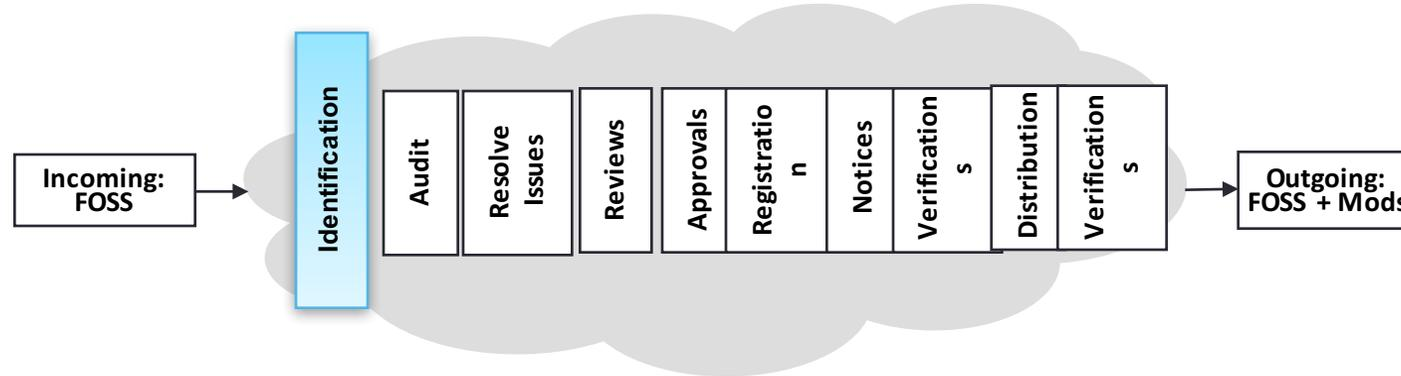 Incoming:
FOSS
Identification
Audit
Resolve
Issues
Reviews
Approvals
Registratio
n
Notices
Verification
s
Distribution
Verification
s
Outgoing:
FOSS + Mods